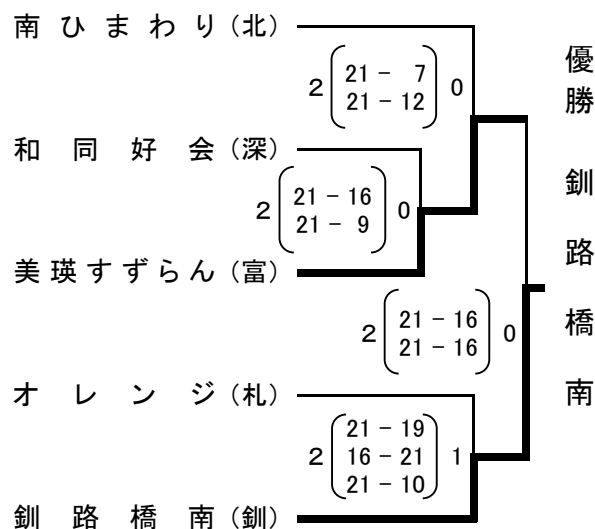 南ひまわり（北）
2 21 - 7 0
21 - 12
和同好会（深）
2 21 - 16 0
21 - 9
美瑛すずらん（富）
2 21 - 16 0
21 - 16
オレンジ（札）
21 - 19
2 16 - 21 1
21 - 10
釧路橋南（釧）
優勝 釧路橋南